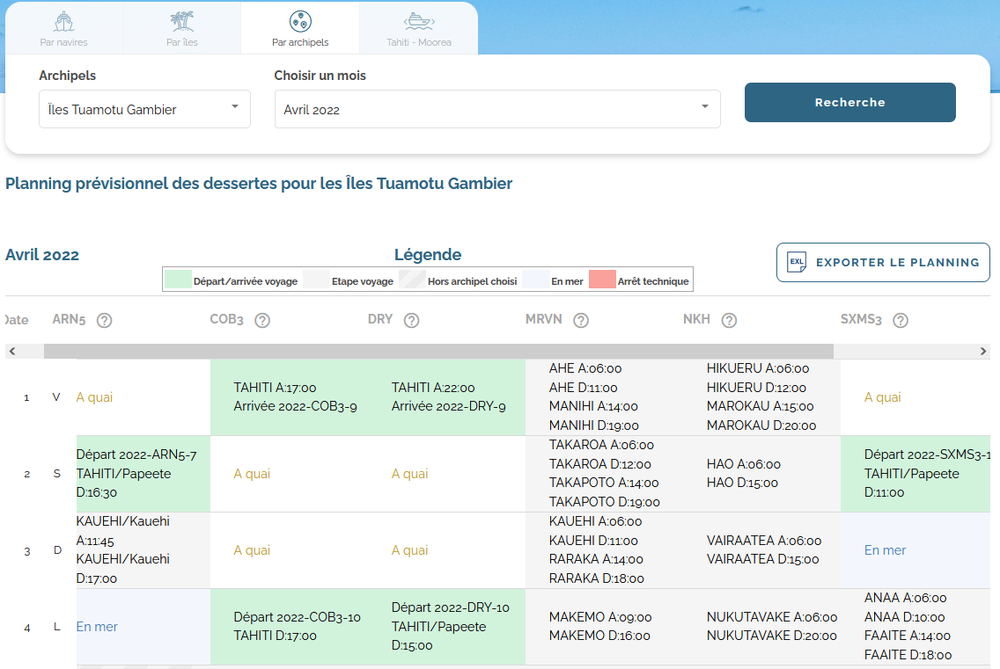 Par navires
Par îles
Par archipels
Tahiti - Moorea
Archipels
Choisir un mois
Îles Tuamotu Gambier
Avril 2022
Recherche
Planning prévisionnel des dessertes pour les Îles Tuamotu Gambier
Avril 2022
Légende
EXL EXPORTER LE PLANNING
Départ/arrivée voyage Etape voyage Hors archipel choisi En mer Arrêt technique
Date ARN5 ? COB3 ? DRY ? MRVN ? NKH ? SXMS3 ?
1 V
A quai
TAHITI A:17:00
Arrivée 2022-COB3-9
TAHITI A:22:00
Arrivée 2022-DRY-9
AHE A:06:00
AHE D:11:00
MANIHI A:14:00
MANIHI D:19:00
HIKUERU A:06:00
HIKUERU D:12:00
MAROKAU A:15:00
MAROKAU D:20:00
A quai
2 S
Départ 2022-ARN5-7
TAHITI/Papeete
D:16:30
A quai
A quai
TAKAROA A:06:00
TAKAROA D:12:00
TAKAPOTO A:14:00
TAKAPOTO D:19:00
HAO A:06:00
HAO D:15:00
Départ 2022-SXMS3-1
TAHITI/Papeete
D:11:00
3 D
KAUEHI/Kauehi
A:11:45
KAUEHI/Kauehi
D:17:00
A quai
A quai
KAUEHI A:06:00
KAUEHI D:11:00
RARAKA A:14:00
RARAKA D:18:00
VAIRAATEA A:06:00
VAIRAATEA D:15:00
En mer
4 L
En mer
Départ 2022-COB3-10
TAHITI D:17:00
Départ 2022-DRY-10
TAHITI/Papeete
D:15:00
MAKEMO A:09:00
MAKEMO D:16:00
NUKUTAVAKE A:06:00
NUKUTAVAKE D:20:00
ANAA A:06:00
ANAA D:10:00
FAAITE A:14:00
FAAITE D:18:00